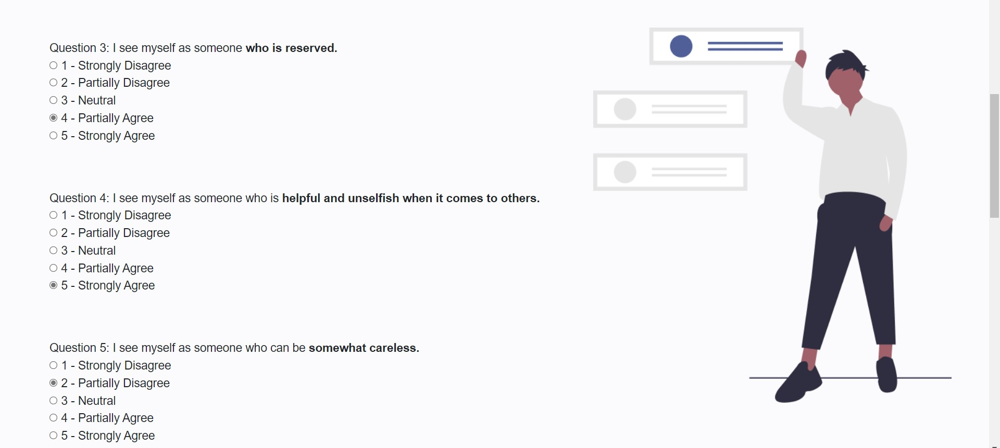 Question 3: I see myself as someone who is reserved.
1 - Strongly Disagree
2 - Partially Disagree
3 - Neutral
4 - Partially Agree
5 - Strongly Agree
Question 4: I see myself as someone who is helpful and unselfish when it comes to others.
1 - Strongly Disagree
2 - Partially Disagree
3 - Neutral
4 - Partially Agree
5 - Strongly Agree
Question 5: I see myself as someone who can be somewhat careless.
1 - Strongly Disagree
2 - Partially Disagree
3 - Neutral
4 - Partially Agree
5 - Strongly Agree